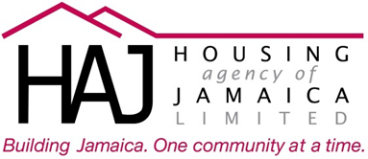 HAJ
HOUSING
agency of
JAMAICA
LIMITED
Building Jamaica. One community at a time.